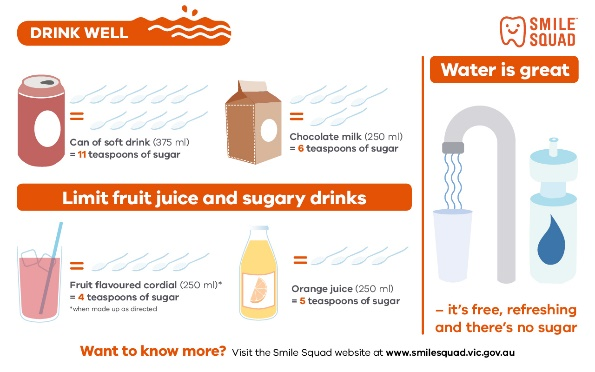 DRINK WELL
SMILE
SQUAD
Can of soft drink (375 ml)
= 11 teaspoons of sugar
Chocolate milk (250 ml)
= 6 teaspoons of sugar
Limit fruit juice and sugary drinks
Fruit flavoured cordial (250 ml)*
= 4 teaspoons of sugar
*when made up as directed
Orange juice (250 ml)
= 5 teaspoons of sugar
Water is great
– it's free, refreshing
and there's no sugar
Want to know more? Visit the Smile Squad website at www.smilesquad.vic.gov.au